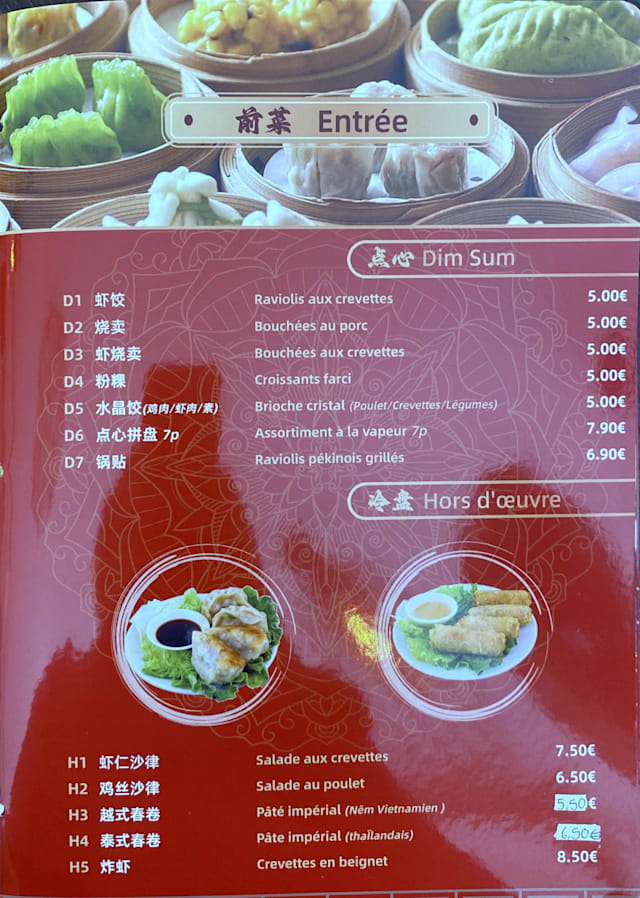 前菜 Entrée
点心 Dim Sum
D1 虾饺 Raviolis aux crevettes 5.00€
D2 烧卖 Bouchées au porc 5.00€
D3 虾烧卖 Bouchées aux crevettes 5.00€
D4 粉粿 Croissants farci 5.00€
D5 水晶饺(鸡肉/虾肉/素) Brioche cristal (Poulet/Crevettes/Légumes) 5.00€
D6 点心拼盘 7p Assortiment à la vapeur 7p 7.90€
D7 锅贴 Raviolis pékinois grillés 6.90€
冷盘 Hors d'œuvre
H1 虾仁沙律 Salade aux crevettes 7.50€
H2 鸡丝沙律 Salade au poulet 6.50€
H3 越式春卷 Pâté impérial (Nêm Vietnamien ) 5,50€
H4 泰式春卷 Pâte impérial (thaïlandais) 6,50€
H5 炸虾 Crevettes en beignet 8.50€